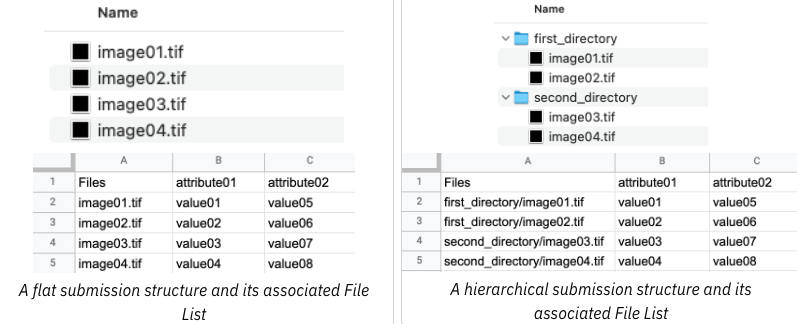 Name
image01.tif
image02.tif
image03.tif
image04.tif
A B C
1 Files attribute01 attribute02
2 image01.tif value01 value05
3 image02.tif value02 value06
4 image03.tif value03 value07
5 image04.tif value04 value08
A flat submission structure and its associated File
List
Name
first_directory
image01.tif
image02.tif
second_directory
image03.tif
image04.tif
A B C
1 Files attribute01 attribute02
2 first_directory/image01.tif value01 value05
3 first_directory/image02.tif value02 value06
4 second_directory/image03.tif value03 value07
5 second_directory/image04.tif value04 value08
A hierarchical submission structure and its
associated File List